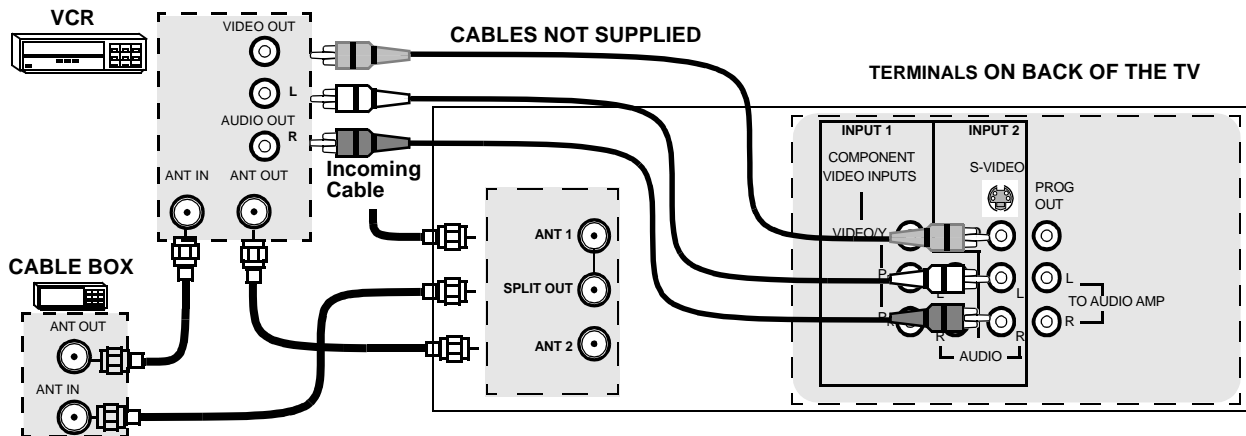 VCR
VIDEO OUT
L
AUDIO OUT
R
ANT IN
ANT OUT
CABLES NOT SUPPLIED
Incoming
Cable
CABLE BOX
ANT OUT
ANT IN
ANT 1
SPLIT OUT
ANT 2
TERMINALS ON BACK OF THE TV
INPUT 1
INPUT 2
COMPONENT
VIDEO INPUTS
S-VIDEO
PROG
OUT
VIDEO/Y
L
L
L
TO AUDIO AMP
R
R
R
AUDIO